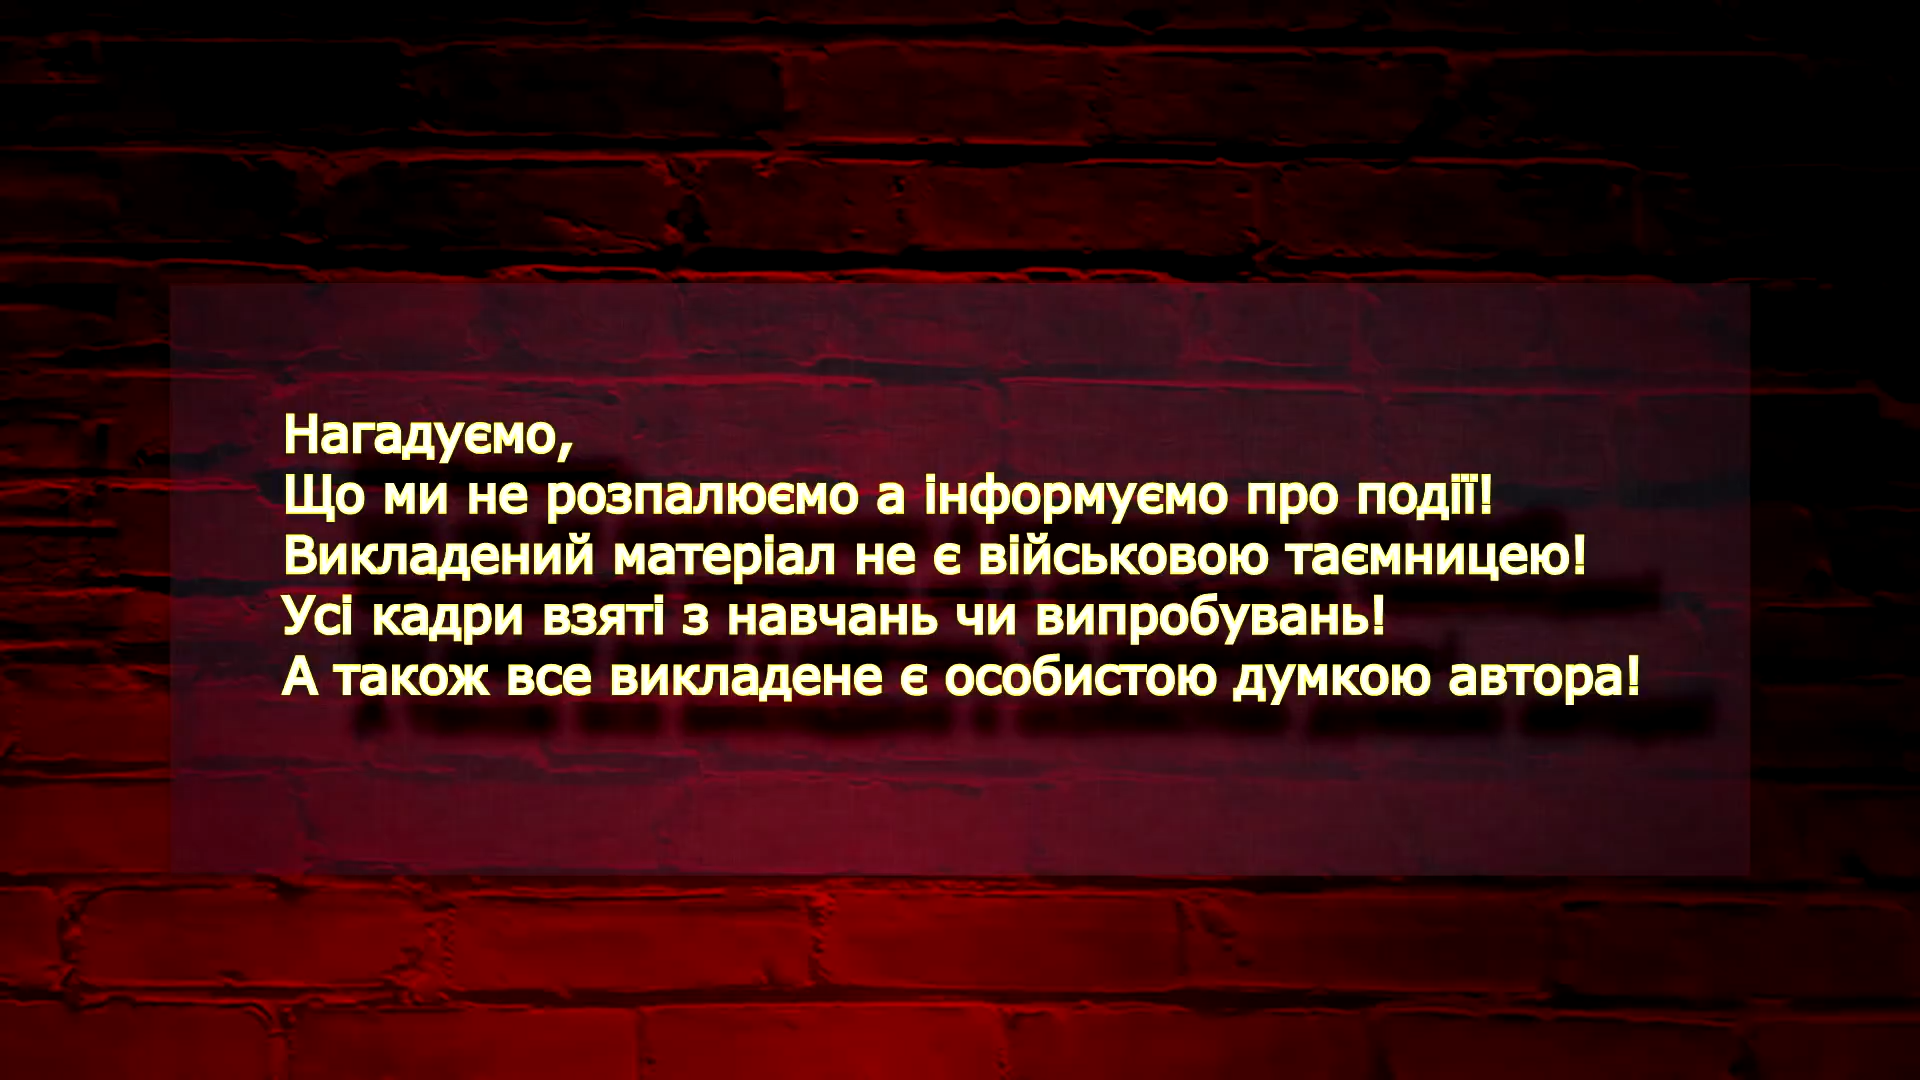 Нагадуємо,
Що ми не розпалюємо а інформуємо про події!
Викладений матеріал не є військовою таємницею!
Усі кадри взяті з навчань чи випробувань!
А також все викладене є особистою думкою автора!